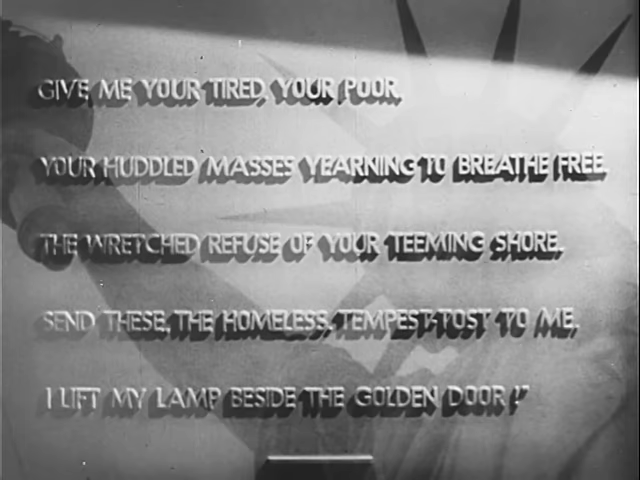 GIVE ME YOUR TIRED, YOUR POOR,
YOUR HUDDLED MASSES YEARNING TO BREATHE FREE,
THE WRETCHED REFUSE OF YOUR TEEMING SHORE.
SEND THESE, THE HOMELESS, TEMPEST-TOST TO ME,
I LIFT MY LAMP BESIDE THE GOLDEN DOOR!"